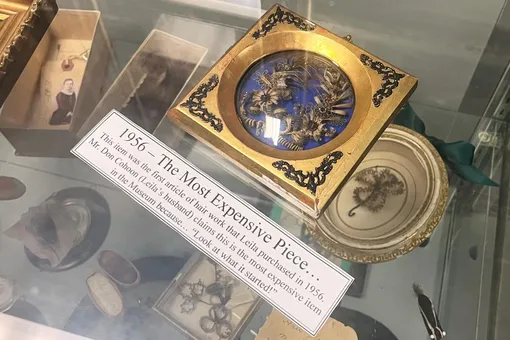 1956 - The Most Expensive Piece...
This item was the first article of hair work that Leila purchased in 1956.
Mr. Don Cohoon (Leila's husband) claims this is the most expensive item
in the Museum because... "Look at what it started!"